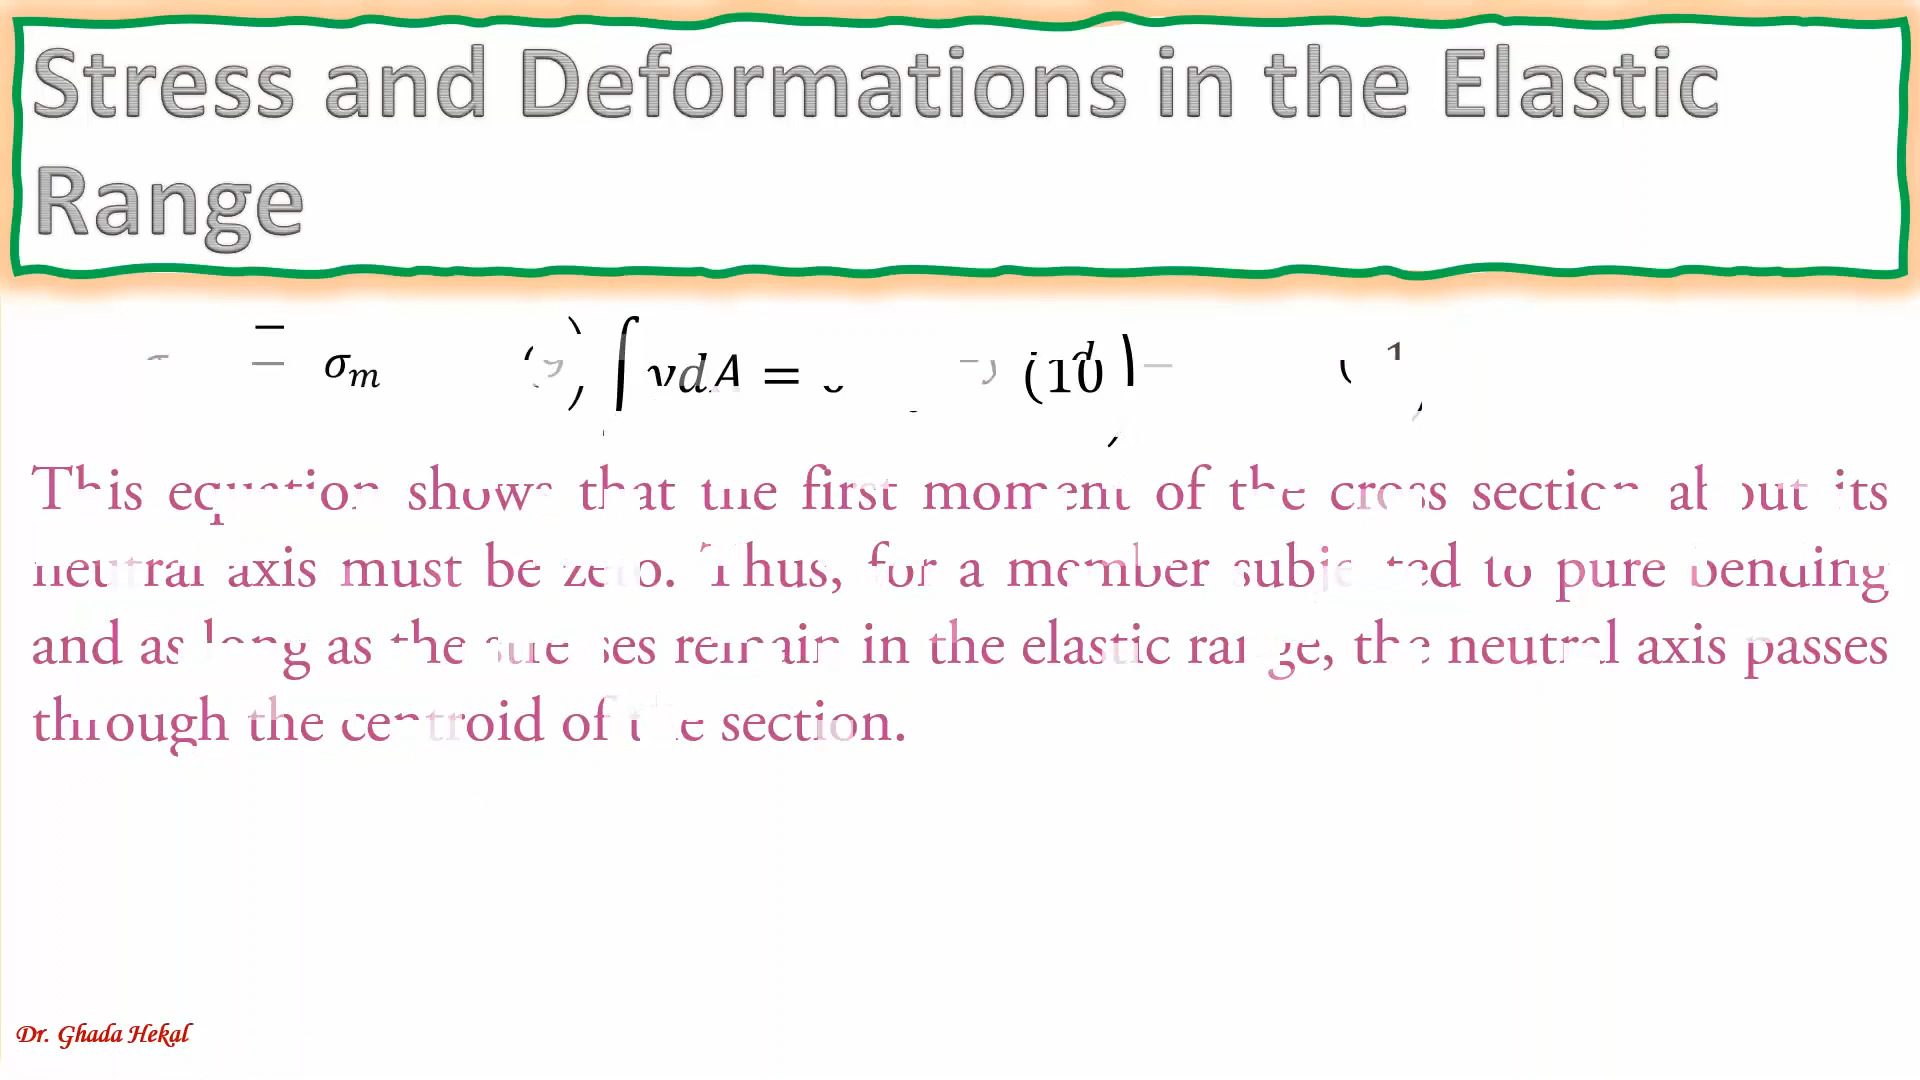 Stress and Deformations in the Elastic
Range
σm ∫ydA = (10)
This equation shows that the first moment of the cross section about its
neutral axis must be zero. Thus, for a member subjected to pure bending
and as long as the stresses remain in the elastic range, the neutral axis passes
through the centroid of the section.
Dr. Ghada Hekal